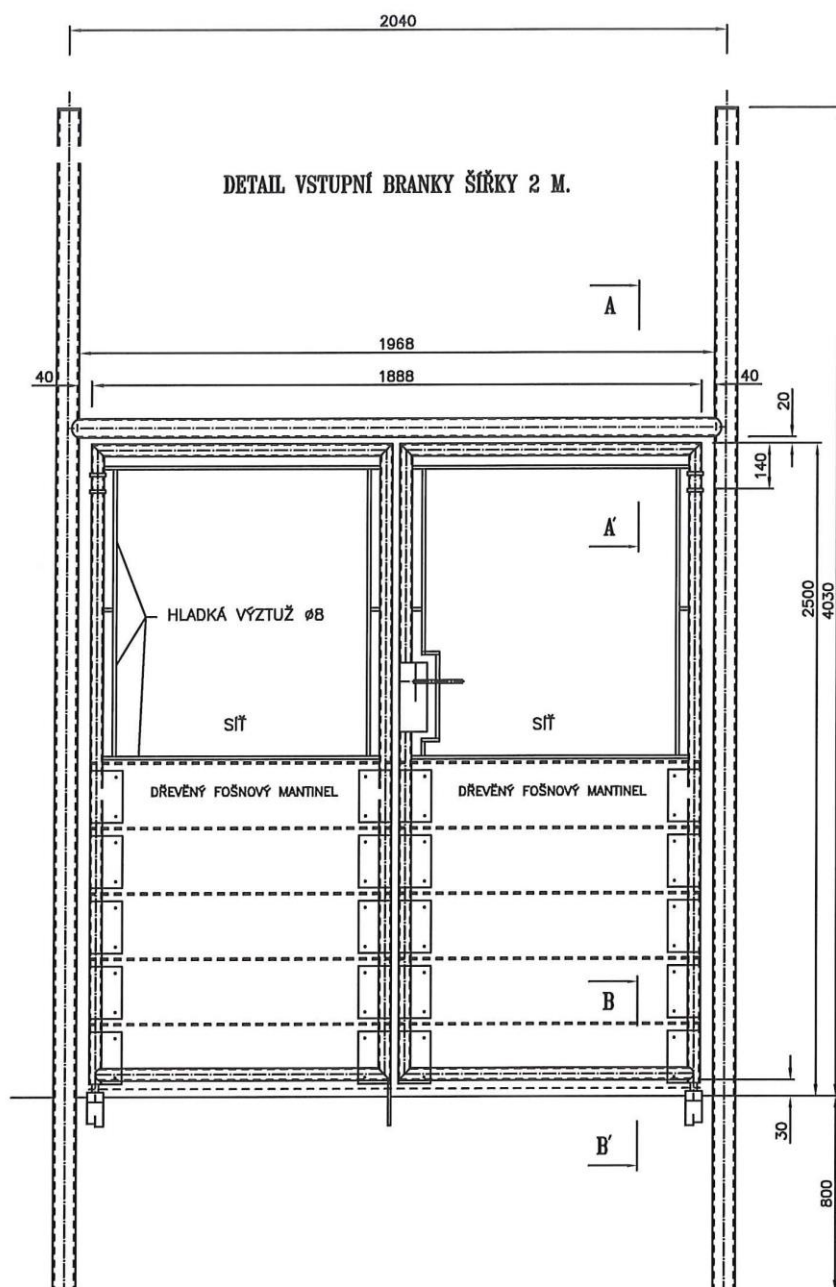 2040
DETAIL VSTUPNÍ BRANKY ŠÍŘKY 2 M.
A
1968
40
1888
40
20
140
A'
HLADKÁ VÝZTUŽ ø8
2500
4030
SÍŤ
SÍŤ
DŘEVĚNÝ FOŠNOVÝ MANTINEL
DŘEVĚNÝ FOŠNOVÝ MANTINEL
B
30
B'
800